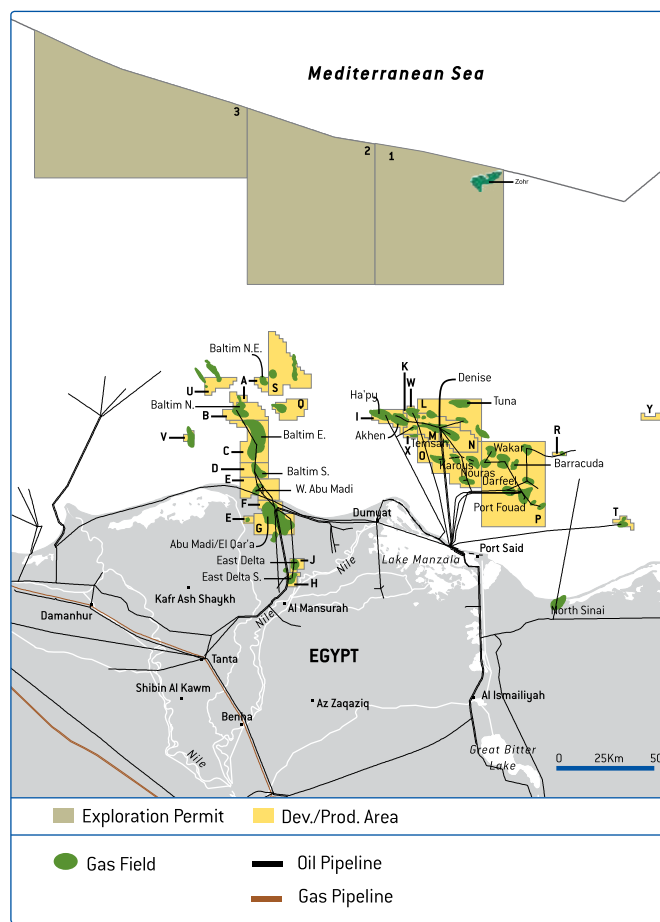 Mediterranean Sea
3
2
1
Zohr
Baltim N.E.
K
Denise
A
W
S
U
Ha'py
L
Tuna
Baltim N.
Q
B
I
R
Y
V
Akhen
Temsah
M
Baltim E.
X
N
Wakar
C
O
Karous
Barracuda
D
Baltim S.
Nouras
E
W. Abu Madi
Darfeel
F
Port Fouad
E
G
Dumyat
P
T
Abu Madi/El Qar'a
Port Said
East Delta
J
Nile
Lake Manzala
East Delta S.
H
Kafr Ash Shaykh
Al Mansurah
North Sinai
Damanhur
Nile
EGYPT
Tanta
Shibin Al Kawm
Az Zaqaziq
Al Ismailiyah
Benha
Nile
Great Bitter
Lake
0 25Km 50
Exploration Permit
Dev./Prod. Area
Gas Field
Oil Pipeline
Gas Pipeline